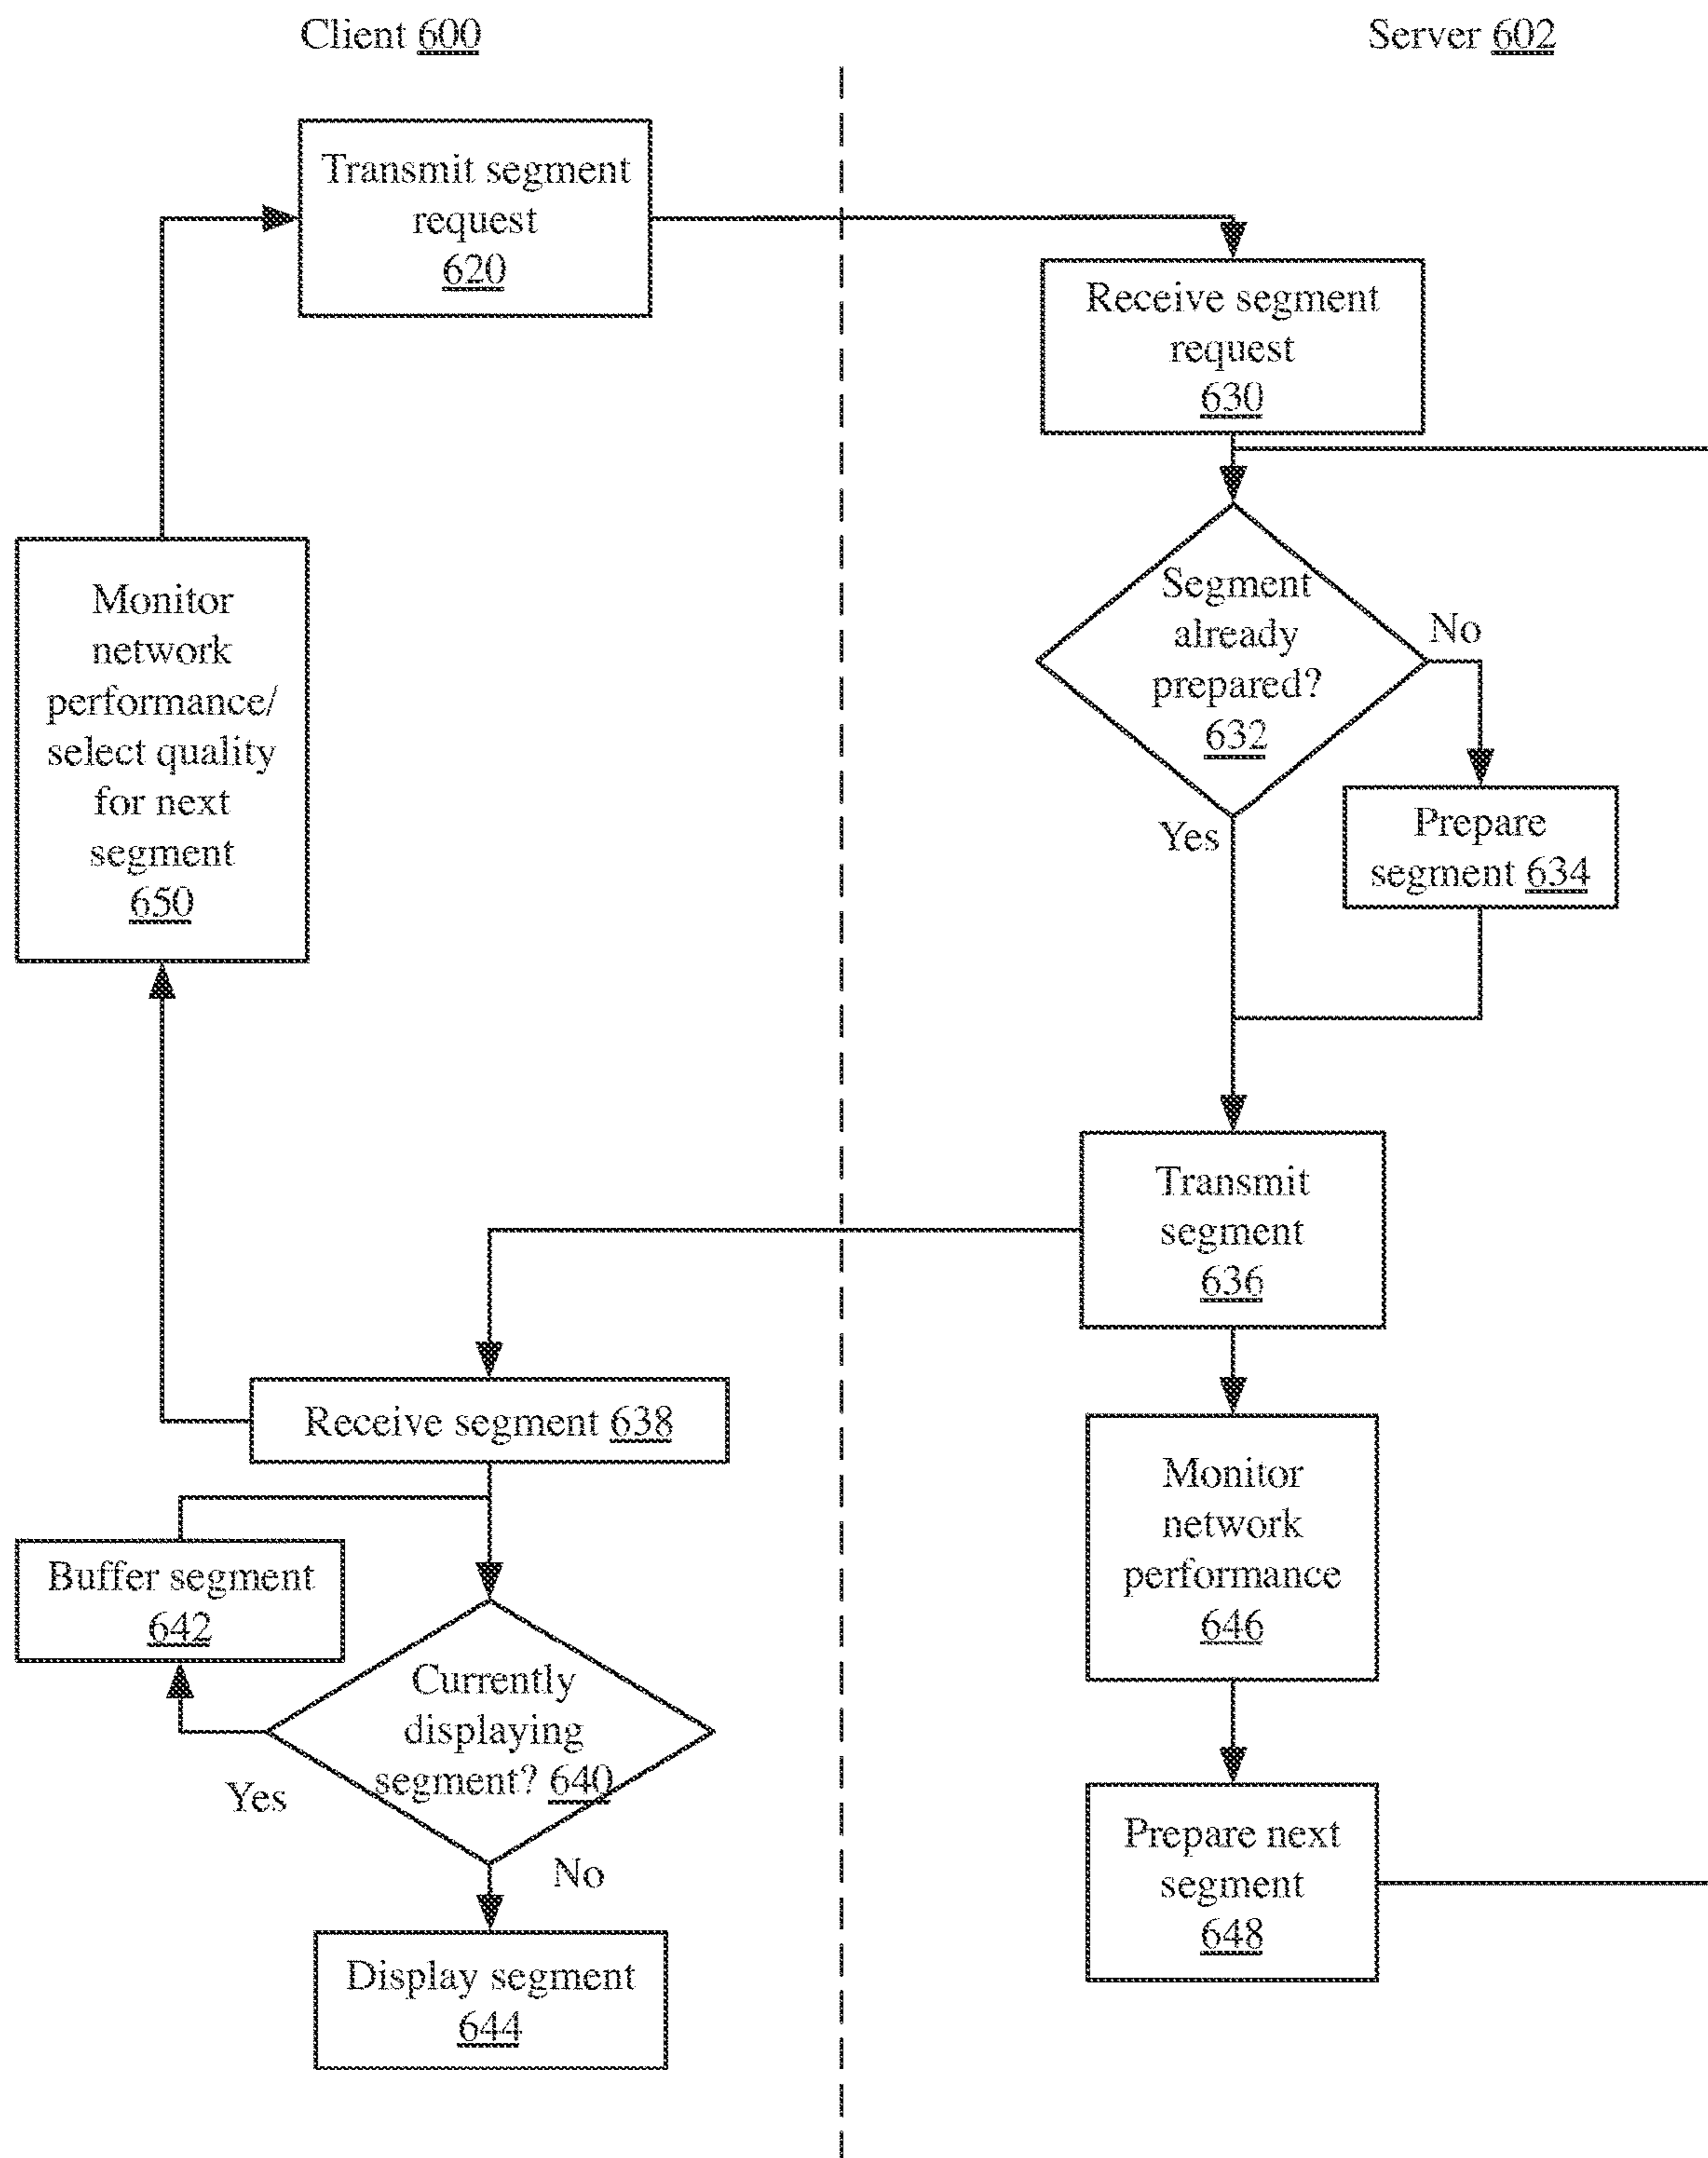 Client 600
Server 602
Transmit segment
request
620
Receive segment
request
630
Monitor
network
performance/
select quality
for next
segment
650
Segment
already
prepared?
632
No
Prepare
segment 634
Yes
Transmit
segment
636
Receive segment 638
Monitor
network
performance
646
Buffer segment
642
Currently
displaying
segment? 640
Yes
No
Prepare next
segment
648
Display segment
644